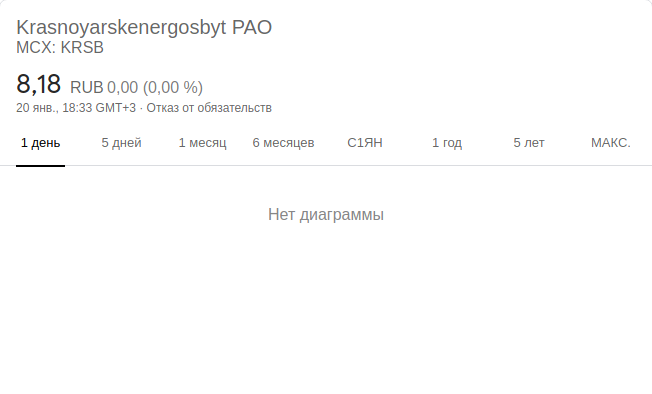 Krasnoyarskenergosbyt PAO
MCX: KRSB
8,18 RUB 0,00 (0,00 %)
20 янв., 18:33 GMT+3 · Отказ от обязательств
1 день 5 дней 1 месяц 6 месяцев С1ЯН 1 год 5 лет МАКС.
Нет диаграммы